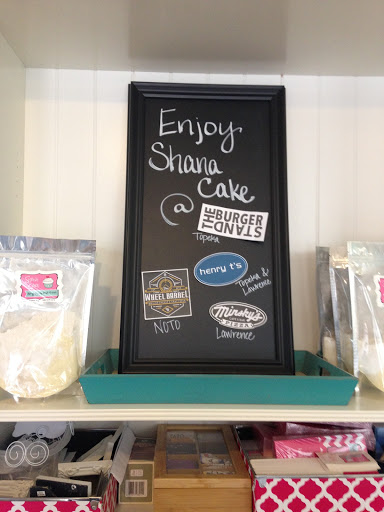 Enjoy
Shana
Cake
@
THE BURGER
STAND
Topeka
henry t's
Topeka &
Lawrence
WHEEL BARREL
NOTO
Minsky's
PIZZA
Lawrence